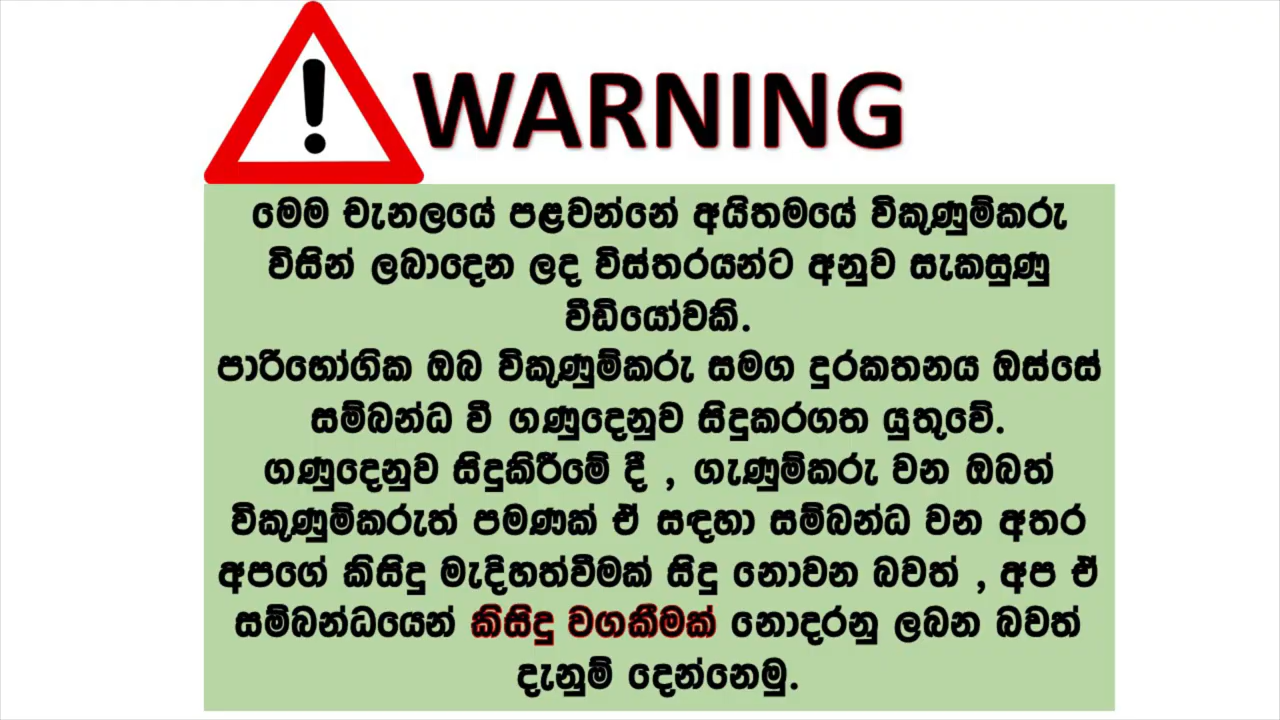 WARNING
මෙම චැනලයේ පළවන්නේ අයිතමයේ විකුණුම්කරු
විසින් ලබාදෙන ලද විස්තරයන්ට අනුව සැකසුණු
වීඩියෝවකි.
පාරිභෝගික ඔබ විකුණුම්කරු සමග දුරකතනය ඔස්සේ
සම්බන්ධ වී ගණුදෙනුව සිදුකරගත යුතුවේ.
ගණුදෙනුව සිදුකිරීමේ දී , ගැණුම්කරු වන ඔබත්
විකුණුම්කරුත් පමණක් ඒ සඳහා සම්බන්ධ වන අතර
අපගේ කිසිදු මැදිහත්වීමක් සිදු නොවන බවත් , අප ඒ
සම්බන්ධයෙන් කිසිදු වගකීමක් නොදරනු ලබන බවත්
දැනුම් දෙන්නෙමු.